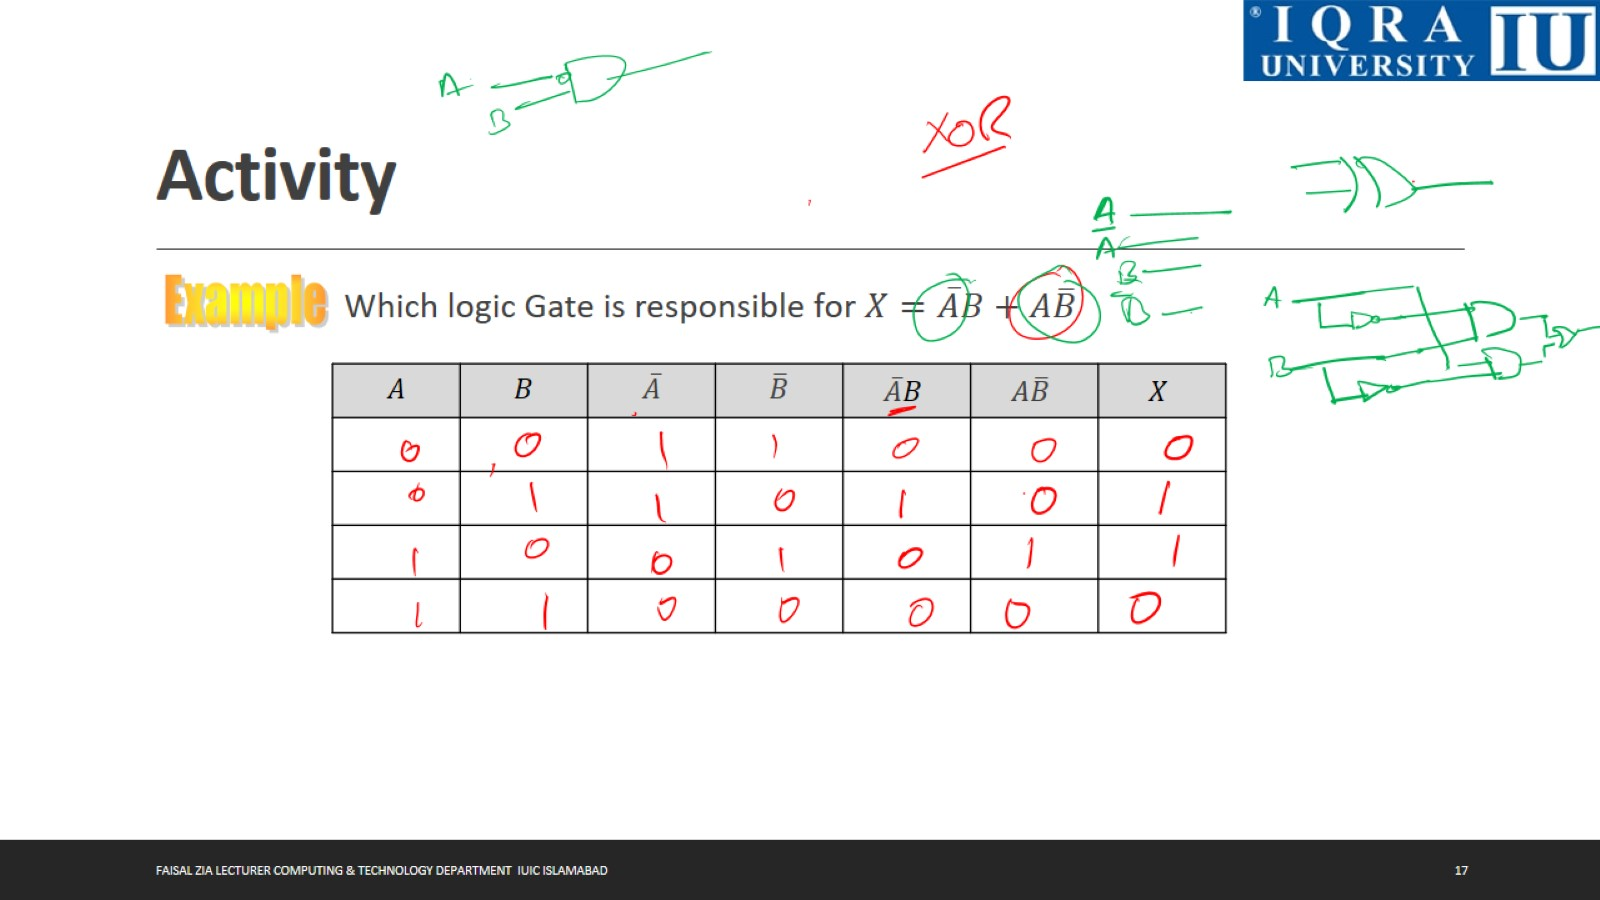 ® IQRA
UNIVERSITY IU
A
B
XOR
Activity
A
A
B
B
Example Which logic Gate is responsible for X = A̅B + AB̅
A
B
A B A̅ B̅ A̅B AB̅ X
0 0 1 1 0 0 0
0 1 1 0 1 0 1
1 0 0 1 0 1 1
1 1 0 0 0 0 0
FAISAL ZIA LECTURER COMPUTING & TECHNOLOGY DEPARTMENT IUIC ISLAMABAD
17